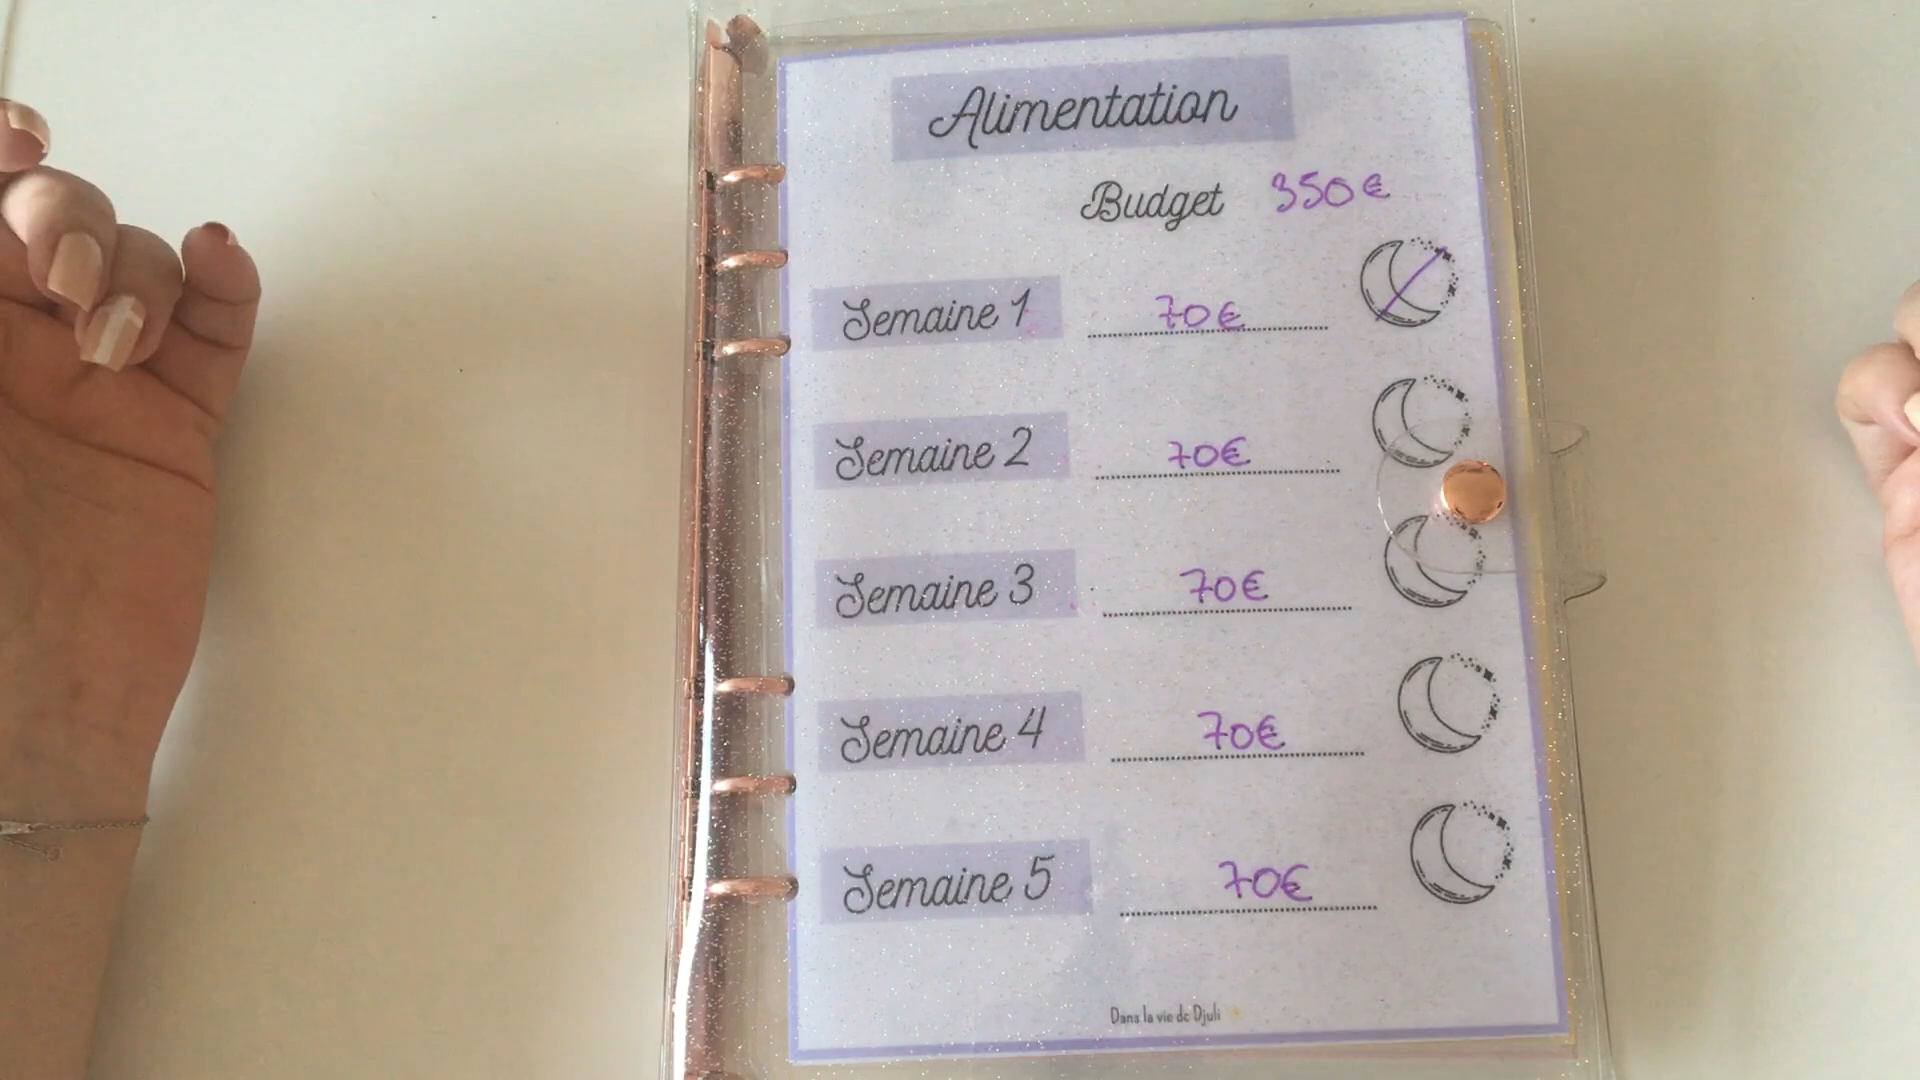 Alimentation
Budget 350€
Semaine 1 70€
Semaine 2 70€
Semaine 3 70€
Semaine 4 70€
Semaine 5 70€
Dans la vie de Djuli